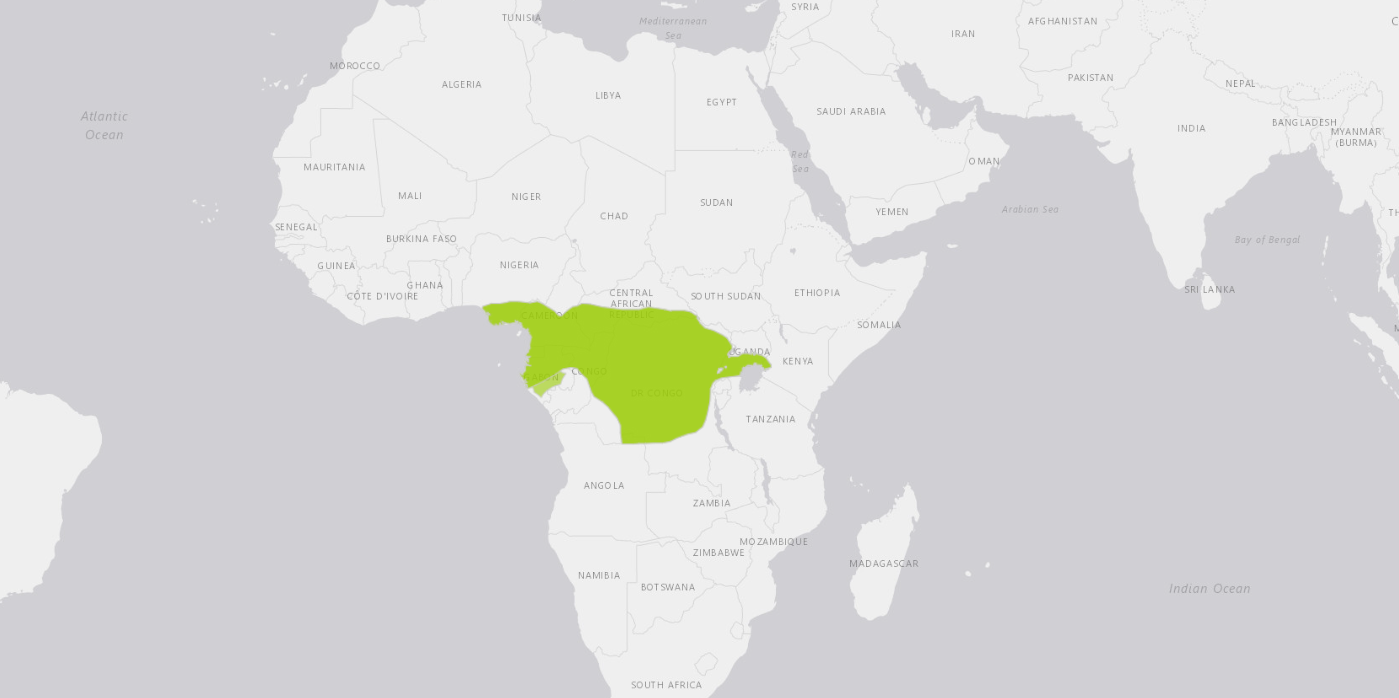 SYRIA
AFGHANISTAN
TUNISIA
Mediterranean
Sea
IRAN
MOROCCO
PAKISTAN
ALGERIA
NEPAL
LIBYA
EGYPT
Atlantic
Ocean
SAUDI ARABIA
BANGLADESH
INDIA
MYANMAR
(BURMA)
Red
Sea
OMAN
MAURITANIA
MALI
NIGER
SUDAN
Arabian Sea
YEMEN
CHAD
SENEGAL
BURKINA FASO
Bay of Bengal
GUINEA
NIGERIA
GHANA
CÔTE D'IVOIRE
CENTRAL
AFRICAN
REPUBLIC
SOUTH SUDAN
ETHIOPIA
SRI LANKA
CAMEROON
SOMALIA
UGANDA
KENYA
CONGO
GABON
DR CONGO
TANZANIA
ANGOLA
ZAMBIA
MOZAMBIQUE
ZIMBABWE
MADAGASCAR
NAMIBIA
BOTSWANA
Indian Ocean
SOUTH AFRICA